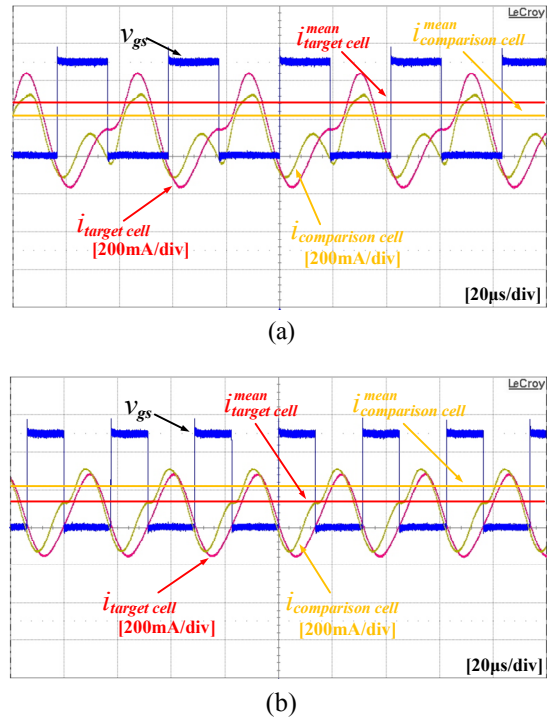 LeCroy
v_gs
i^mean_target cell
i^mean_comparison cell
i_target cell
[200mA/div]
i_comparison cell
[200mA/div]
[20μs/div]
(a)
LeCroy
v_gs
i^mean_target cell
i^mean_comparison cell
i_target cell
[200mA/div]
i_comparison cell
[200mA/div]
[20μs/div]
(b)